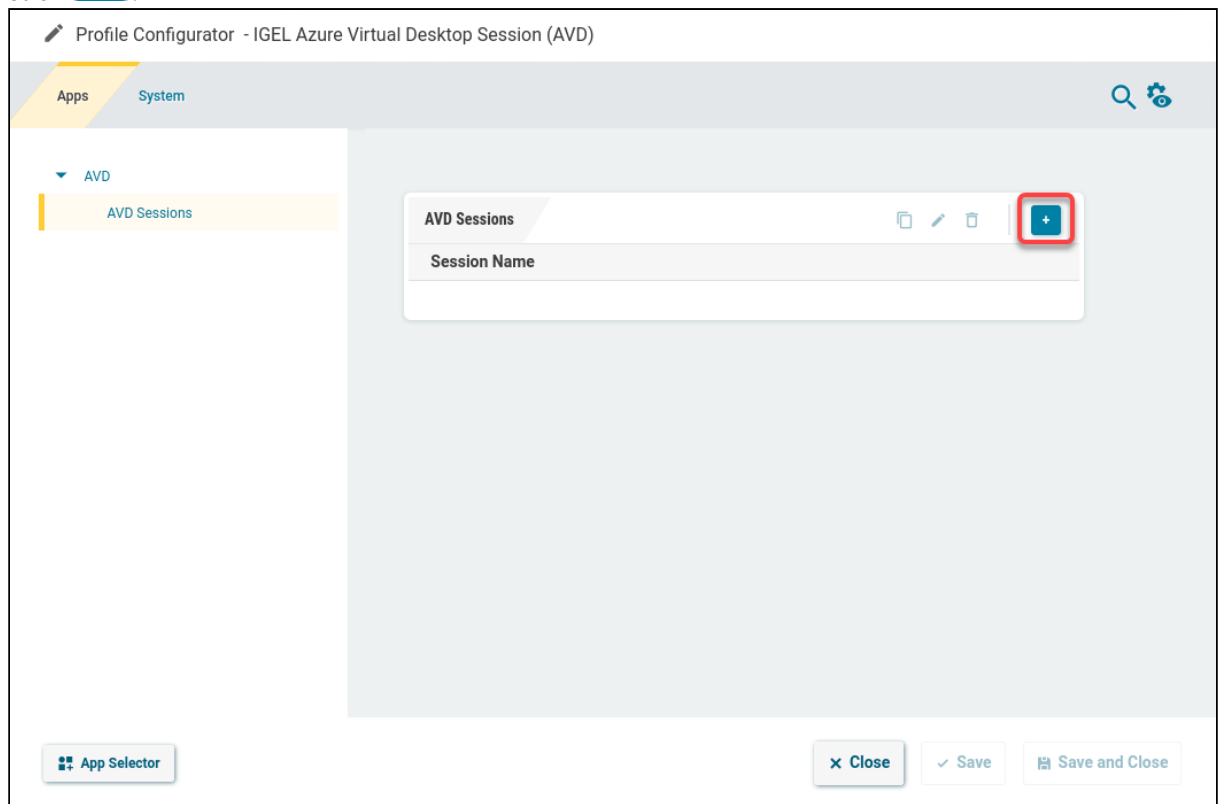 Profile Configurator - IGEL Azure Virtual Desktop Session (AVD)
Apps System
AVD
AVD Sessions
AVD Sessions
Session Name
App Selector
Close Save Save and Close